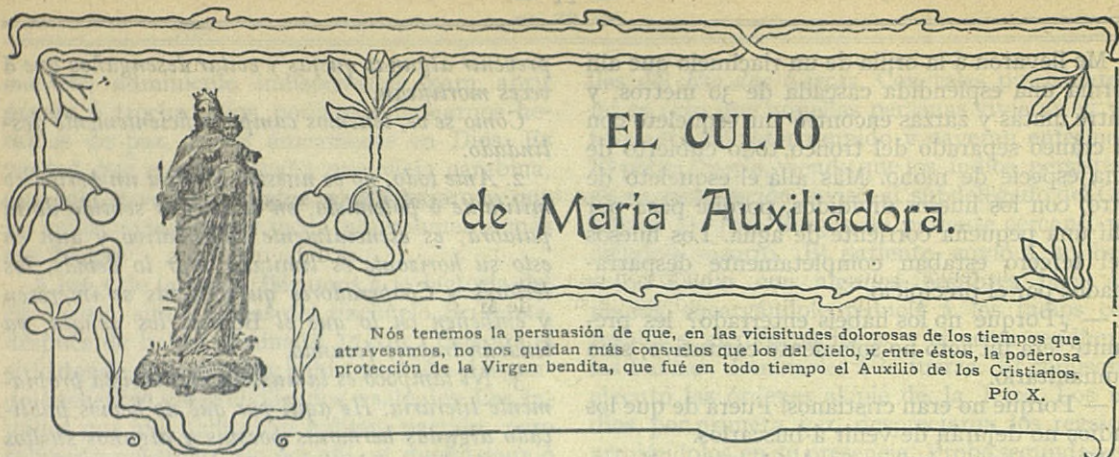 EL CULTO
de Maria Auxiliadora.
Nós tenemos la persuasión de que, en las vicisitudes dolorosas de los tiempos que
atrivesamos, no nos quedan más consuelos que los del Cielo, y entre éstos, la poderosa
protección de la Virgen bendita, que fué en todo tiempo el Auxilio de los Cristianos.
Pío X.